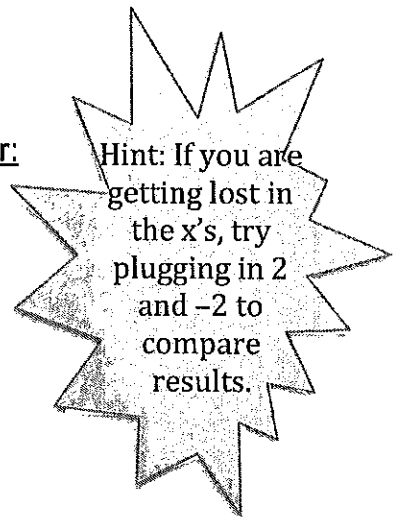 r:
Hint: If you are
getting lost in
the x's, try
plugging in 2
and –2 to
compare
results.